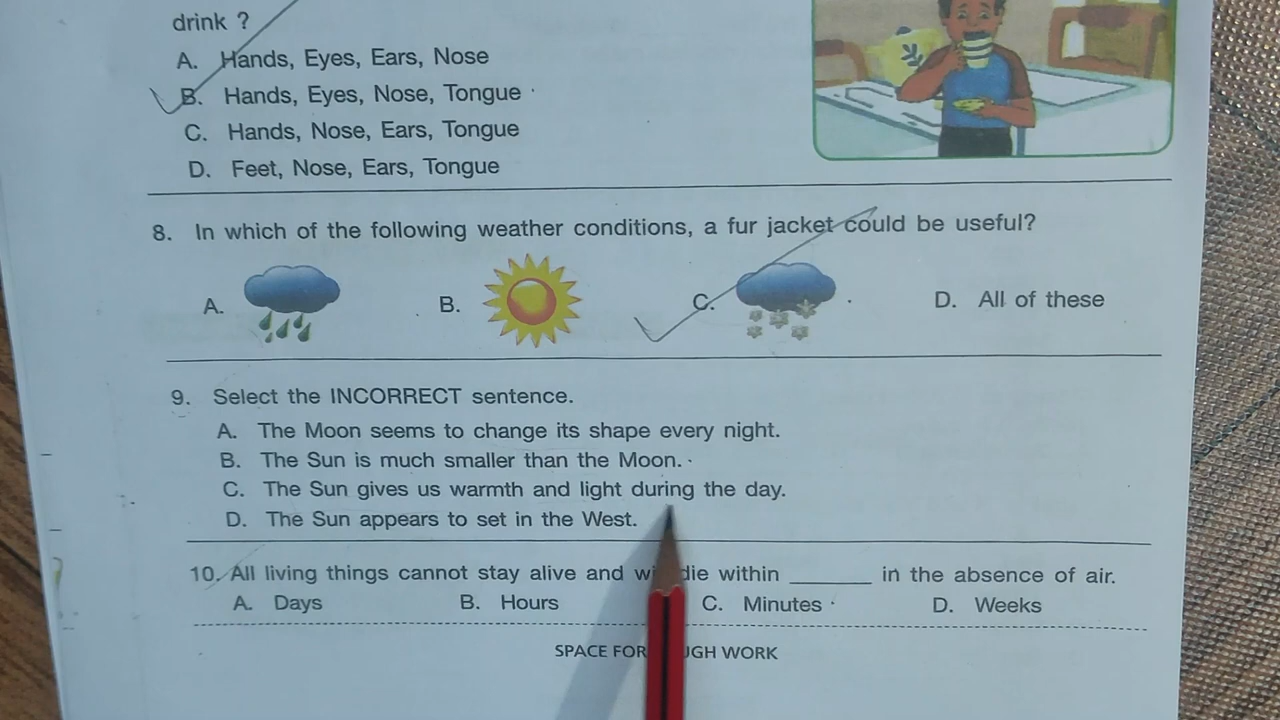 drink ?
A. Hands, Eyes, Ears, Nose
B. Hands, Eyes, Nose, Tongue
C. Hands, Nose, Ears, Tongue
D. Feet, Nose, Ears, Tongue
8. In which of the following weather conditions, a fur jacket could be useful?
A. B. C. D. All of these
9. Select the INCORRECT sentence.
A. The Moon seems to change its shape every night.
B. The Sun is much smaller than the Moon.
C. The Sun gives us warmth and light during the day.
D. The Sun appears to set in the West.
10. All living things cannot stay alive and will die within ______ in the absence of air.
A. Days B. Hours C. Minutes D. Weeks
SPACE FOR ROUGH WORK